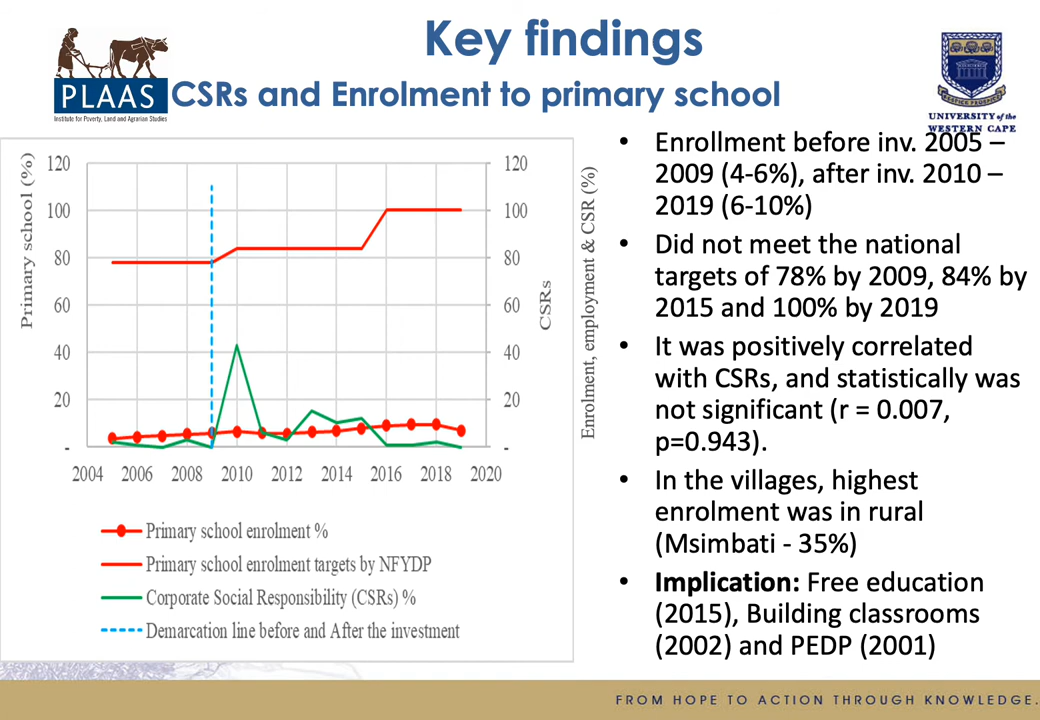 Key findings
PLAAS
Institute for Poverty, Land and Agrarian Studies
CSRs and Enrolment to primary school
UNIVERSITY of the
WESTERN CAPE
Primary school (%)
120
100
80
60
40
20
-
120
100
80
60
40
20
-
CSRs
Enrolment, employment & CSR (%)
2004 2006 2008 2010 2012 2014 2016 2018 2020
Primary school enrolment %
Primary school enrolment targets by NFYDP
Corporate Social Responsibility (CSRs) %
Demarcation line before and After the investment
• Enrollment before inv. 2005 –
2009 (4-6%), after inv. 2010 –
2019 (6-10%)
• Did not meet the national
targets of 78% by 2009, 84% by
2015 and 100% by 2019
• It was positively correlated
with CSRs, and statistically was
not significant (r = 0.007,
p=0.943).
• In the villages, highest
enrolment was in rural
(Msimbati - 35%)
• Implication: Free education
(2015), Building classrooms
(2002) and PEDP (2001)
FROM HOPE TO ACTION THROUGH KNOWLEDGE.